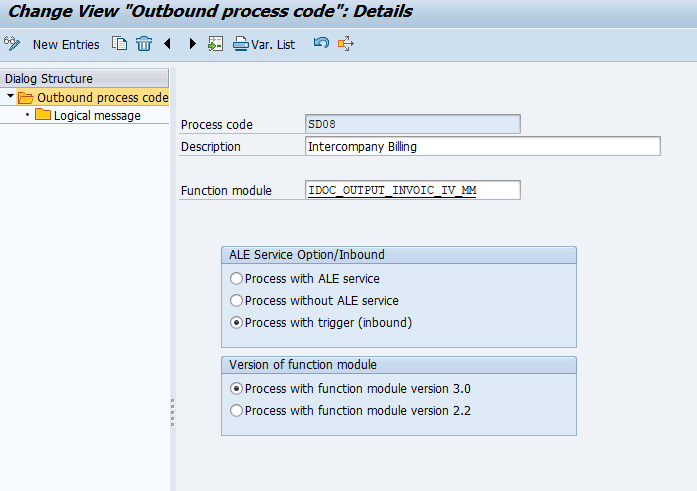 Change View "Outbound process code": Details
New Entries Var. List
Dialog Structure
Outbound process code
Logical message
Process code SD08
Description Intercompany Billing
Function module IDOC_OUTPUT_INVOIC_IV_MM
ALE Service Option/Inbound
Process with ALE service
Process without ALE service
Process with trigger (inbound)
Version of function module
Process with function module version 3.0
Process with function module version 2.2